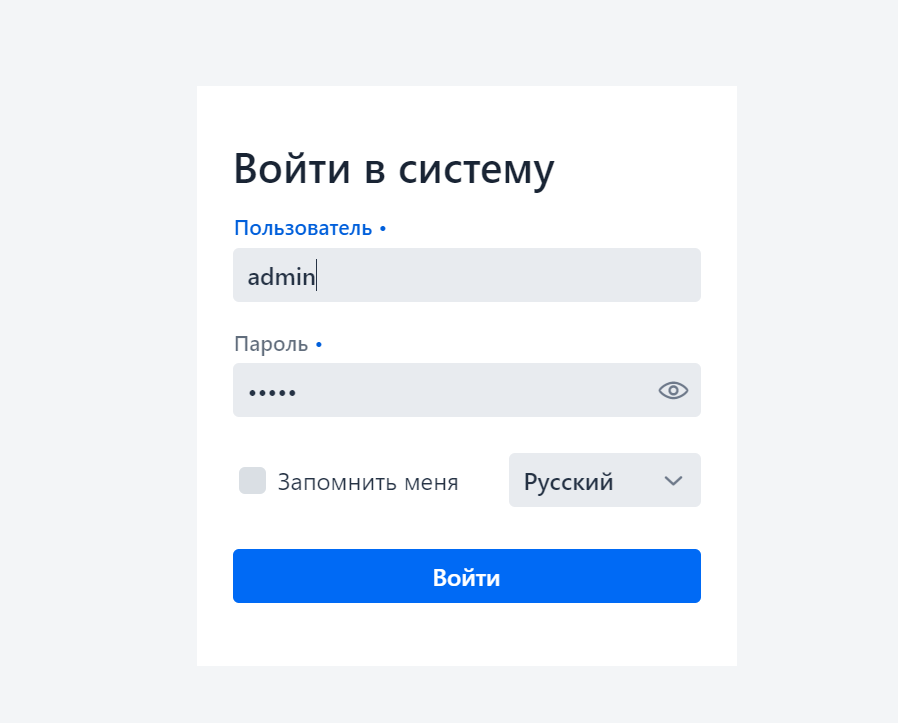 Войти в систему
Пользователь •
admin
Пароль •
•••••
Запомнить меня
Русский
Войти